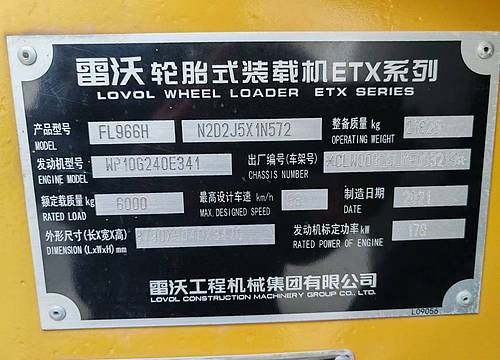 雷沃轮胎式装载机ETX系列
LOVOL WHEEL LOADER ETX SERIES
产品型号 FL966H N2D2J5X1N572 整备质量 kg
MODEL OPERATING WEIGHT
发动机型号 WP10G240E341 出厂编号(车架号)
ENGINE MODEL CHASSIS NUMBER
额定载质量 kg 6000 最高设计车速 km/h 制造日期 2021
RATED LOAD MAX. DESIGNED SPEED DATE
外形尺寸(长X宽X高) 发动机标定功率 kW 178
DIMENSION (LxWxH) mm RATED POWER OF ENGINE
雷沃工程机械集团有限公司
LOVOL CONSTRUCTION MACHINERY GROUP CO., LTD.
L09056